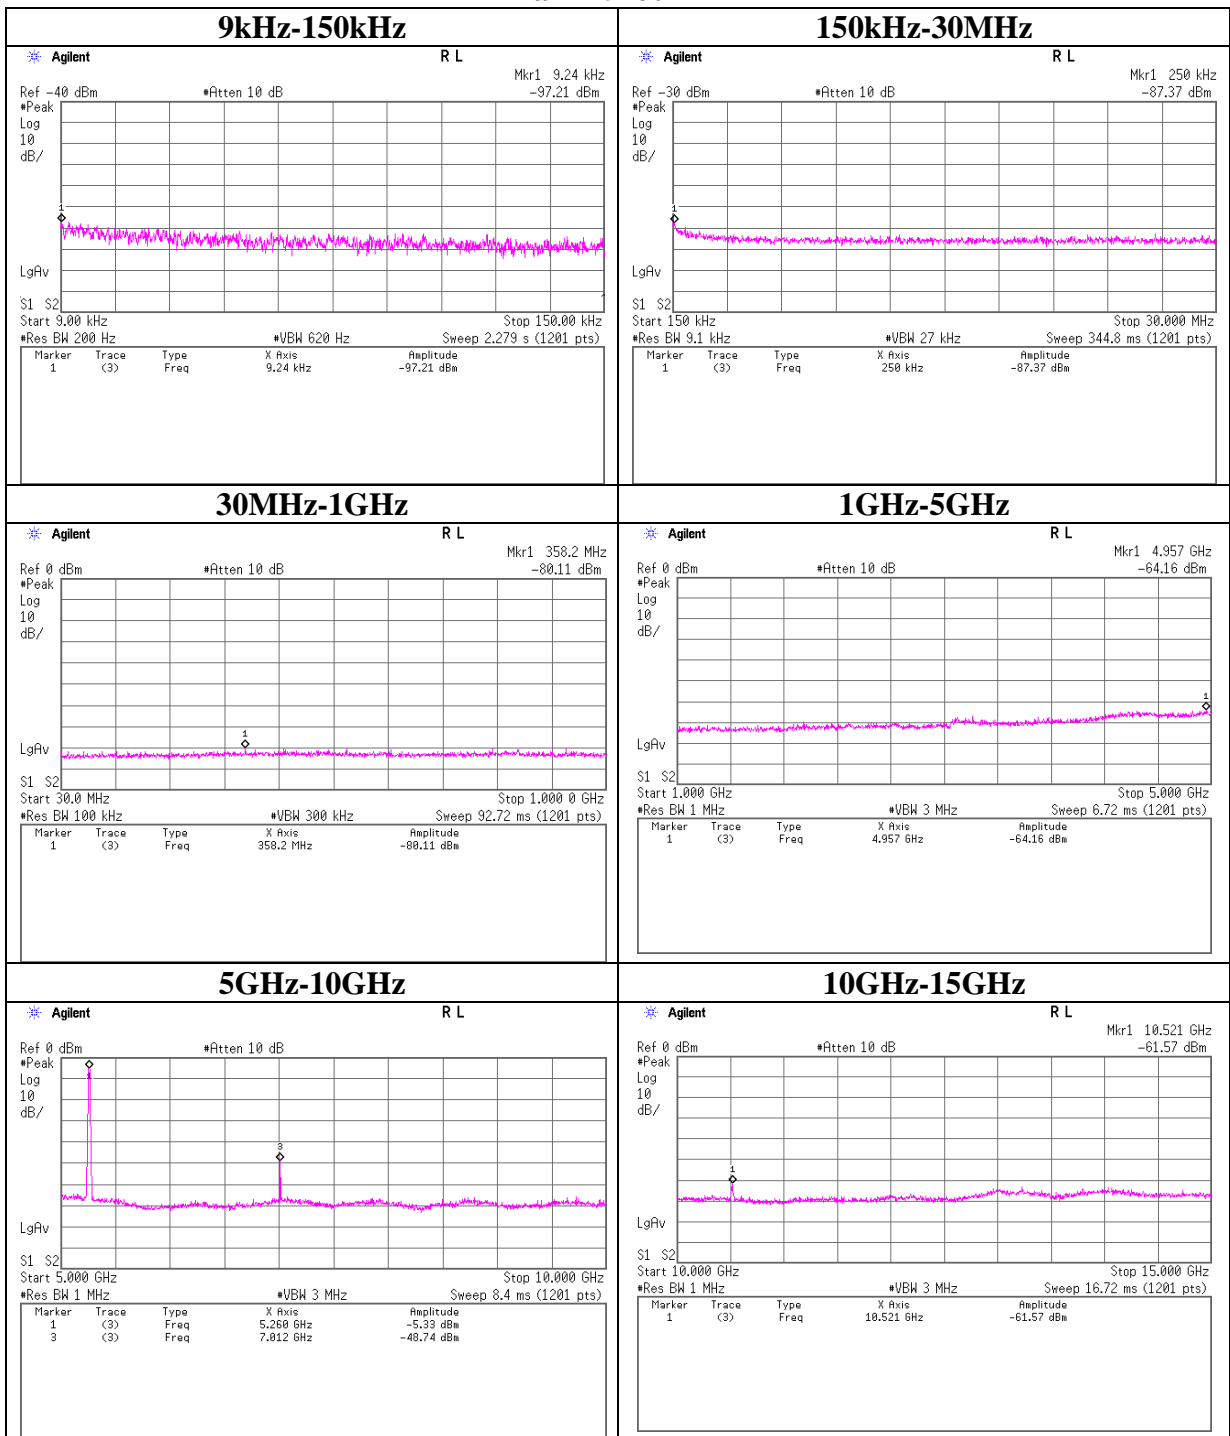 9kHz-150kHz
Agilent R L
Mkr1 9.24 kHz
Ref -40 dBm #Atten 10 dB -97.21 dBm
#Peak
Log
10
dB/
1
LgAv
S1 S2
Start 9.00 kHz Stop 150.00 kHz
#Res BW 200 Hz #VBW 620 Hz Sweep 2.279 s (1201 pts)
Marker Trace Type X Axis Amplitude
1 (3) Freq 9.24 kHz -97.21 dBm
150kHz-30MHz
Agilent R L
Mkr1 250 kHz
Ref -30 dBm #Atten 10 dB -87.37 dBm
#Peak
Log
10
dB/
1
LgAv
S1 S2
Start 150 kHz Stop 30.000 MHz
#Res BW 9.1 kHz #VBW 27 kHz Sweep 344.8 ms (1201 pts)
Marker Trace Type X Axis Amplitude
1 (3) Freq 250 kHz -87.37 dBm
30MHz-1GHz
Agilent R L
Mkr1 358.2 MHz
Ref 0 dBm #Atten 10 dB -80.11 dBm
#Peak
Log
10
dB/
1
LgAv
S1 S2
Start 30.0 MHz Stop 1.000 0 GHz
#Res BW 100 kHz #VBW 300 kHz Sweep 92.72 ms (1201 pts)
Marker Trace Type X Axis Amplitude
1 (3) Freq 358.2 MHz -80.11 dBm
1GHz-5GHz
Agilent R L
Mkr1 4.957 GHz
Ref 0 dBm #Atten 10 dB -64.16 dBm
#Peak
Log
10
dB/
1
LgAv
S1 S2
Start 1.000 GHz Stop 5.000 GHz
#Res BW 1 MHz #VBW 3 MHz Sweep 6.72 ms (1201 pts)
Marker Trace Type X Axis Amplitude
1 (3) Freq 4.957 GHz -64.16 dBm
5GHz-10GHz
Agilent R L
Ref 0 dBm #Atten 10 dB
#Peak
Log
10
dB/
1
3
LgAv
S1 S2
Start 5.000 GHz Stop 10.000 GHz
#Res BW 1 MHz #VBW 3 MHz Sweep 8.4 ms (1201 pts)
Marker Trace Type X Axis Amplitude
1 (3) Freq 5.260 GHz -5.33 dBm
3 (3) Freq 7.012 GHz -48.74 dBm
10GHz-15GHz
Agilent R L
Mkr1 10.521 GHz
Ref 0 dBm #Atten 10 dB -61.57 dBm
#Peak
Log
10
dB/
1
LgAv
S1 S2
Start 10.000 GHz Stop 15.000 GHz
#Res BW 1 MHz #VBW 3 MHz Sweep 16.72 ms (1201 pts)
Marker Trace Type X Axis Amplitude
1 (3) Freq 10.521 GHz -61.57 dBm